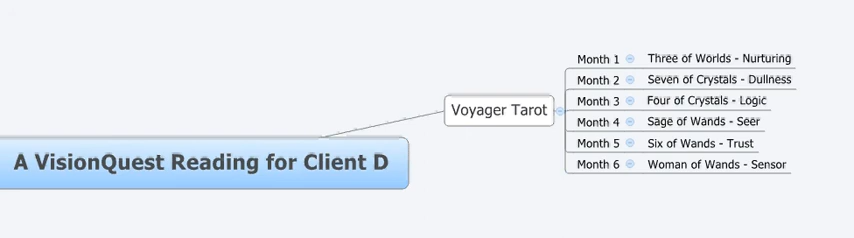 A VisionQuest Reading for Client D
Voyager Tarot
Month 1 Three of Worlds - Nurturing
Month 2 Seven of Crystals - Dullness
Month 3 Four of Crystals - Logic
Month 4 Sage of Wands - Seer
Month 5 Six of Wands - Trust
Month 6 Woman of Wands - Sensor